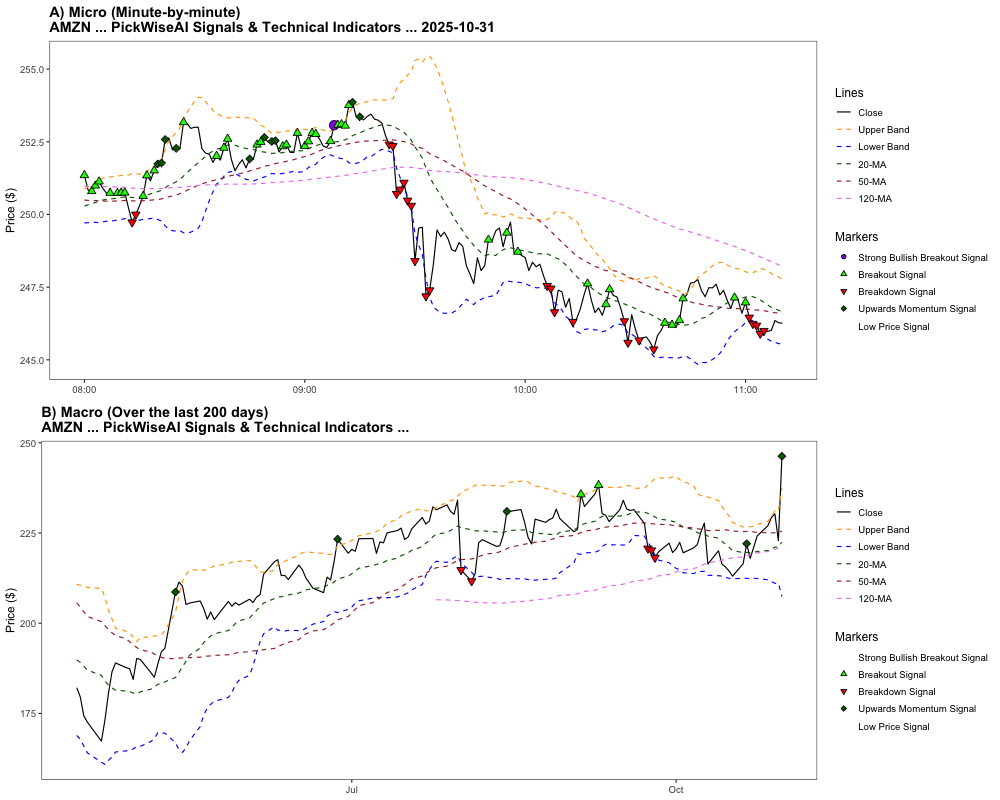 A) Micro (Minute-by-minute)
AMZN ... PickWiseAI Signals & Technical Indicators ... 2025-10-31
Price ($)
255.0
252.5
250.0
247.5
245.0
08:00
09:00
10:00
11:00
Lines
Close
Upper Band
Lower Band
20-MA
50-MA
120-MA
Markers
Strong Bullish Breakout Signal
Breakout Signal
Breakdown Signal
Upwards Momentum Signal
Low Price Signal
B) Macro (Over the last 200 days)
AMZN ... PickWiseAI Signals & Technical Indicators ...
Price ($)
250
225
200
175
Jul
Oct
Lines
Close
Upper Band
Lower Band
20-MA
50-MA
120-MA
Markers
Strong Bullish Breakout Signal
Breakout Signal
Breakdown Signal
Upwards Momentum Signal
Low Price Signal